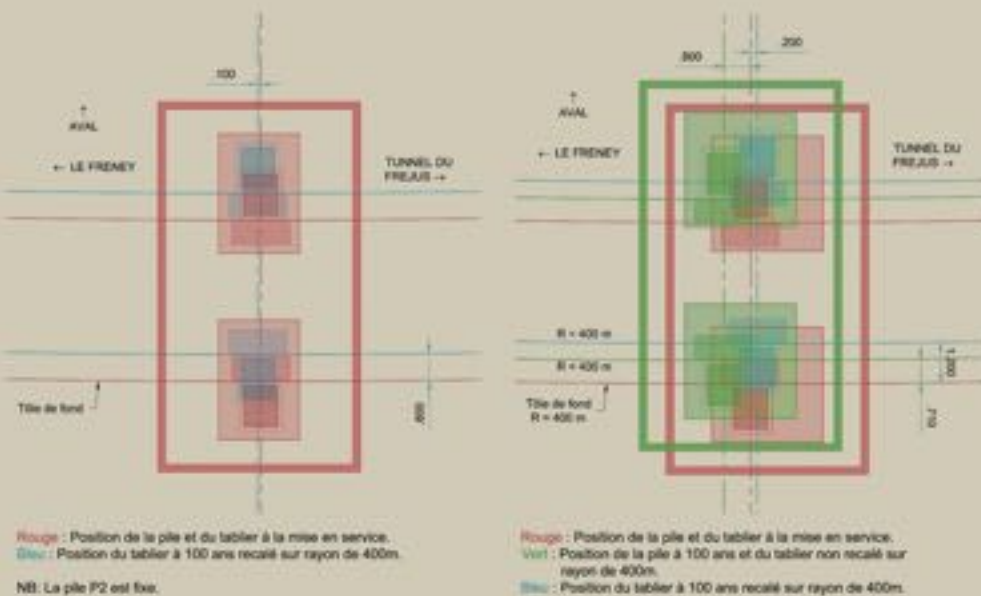 .100
↑
AVAL
← LE FRENEY
TUNNEL DU
FREJUS →
Tôle de fond
Rouge : Position de la pile et du tablier à la mise en service.
Bleu : Position du tablier à 100 ans recalé sur rayon de 400m.
NB: La pile P2 est fixe.
.200
↑
AVAL
← LE FRENEY
TUNNEL DU
FREJUS →
R = 400 m
R = 400 m
Tôle de fond
R = 400 m
1.200
.710
Rouge : Position de la pile et du tablier à la mise en service.
Vert : Position de la pile à 100 ans et du tablier non recalé sur
rayon de 400m.
Bleu : Position du tablier à 100 ans recalé sur rayon de 400m.